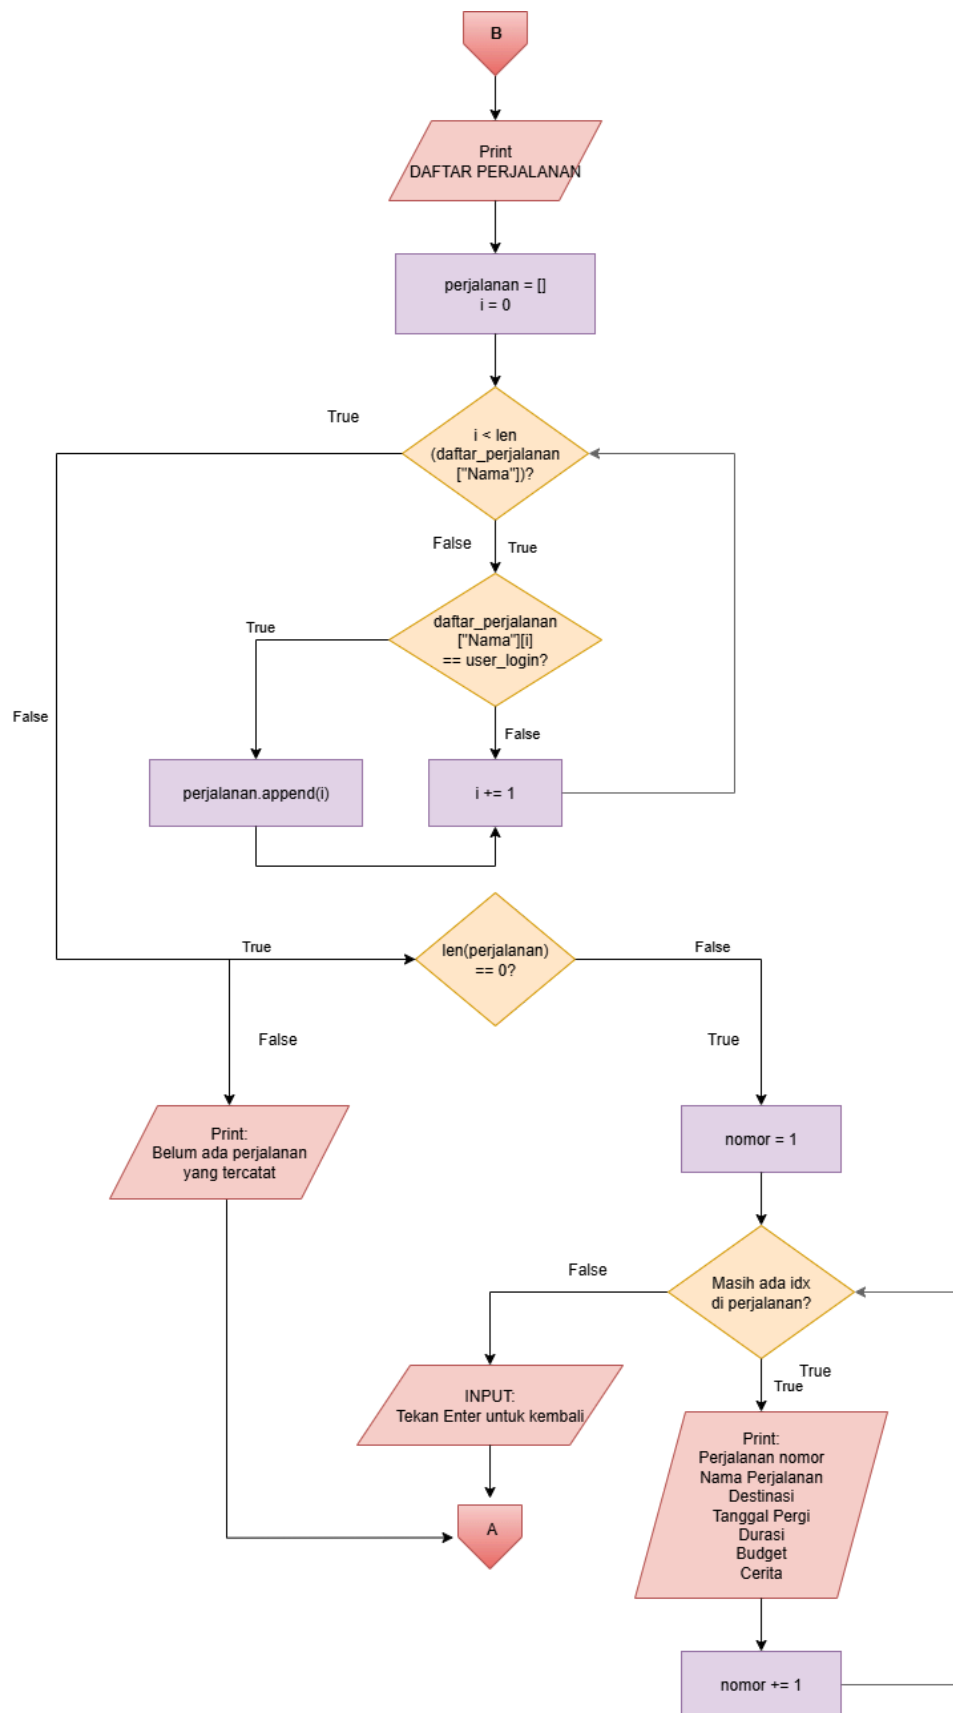 B
Print
DAFTAR PERJALANAN
perjalanan = []
i = 0
True
i < len
(daftar_perjalanan
["Nama"])?
False
True
daftar_perjalanan
["Nama"][i]
== user_login?
True
False
False
perjalanan.append(i)
i += 1
True
len(perjalanan)
== 0?
False
False
True
Print:
Belum ada perjalanan
yang tercatat
nomor = 1
False
Masih ada idx
di perjalanan?
True
True
INPUT:
Tekan Enter untuk kembali
Print:
Perjalanan nomor
Nama Perjalanan
Destinasi
Tanggal Pergi
Durasi
Budget
Cerita
A
nomor += 1